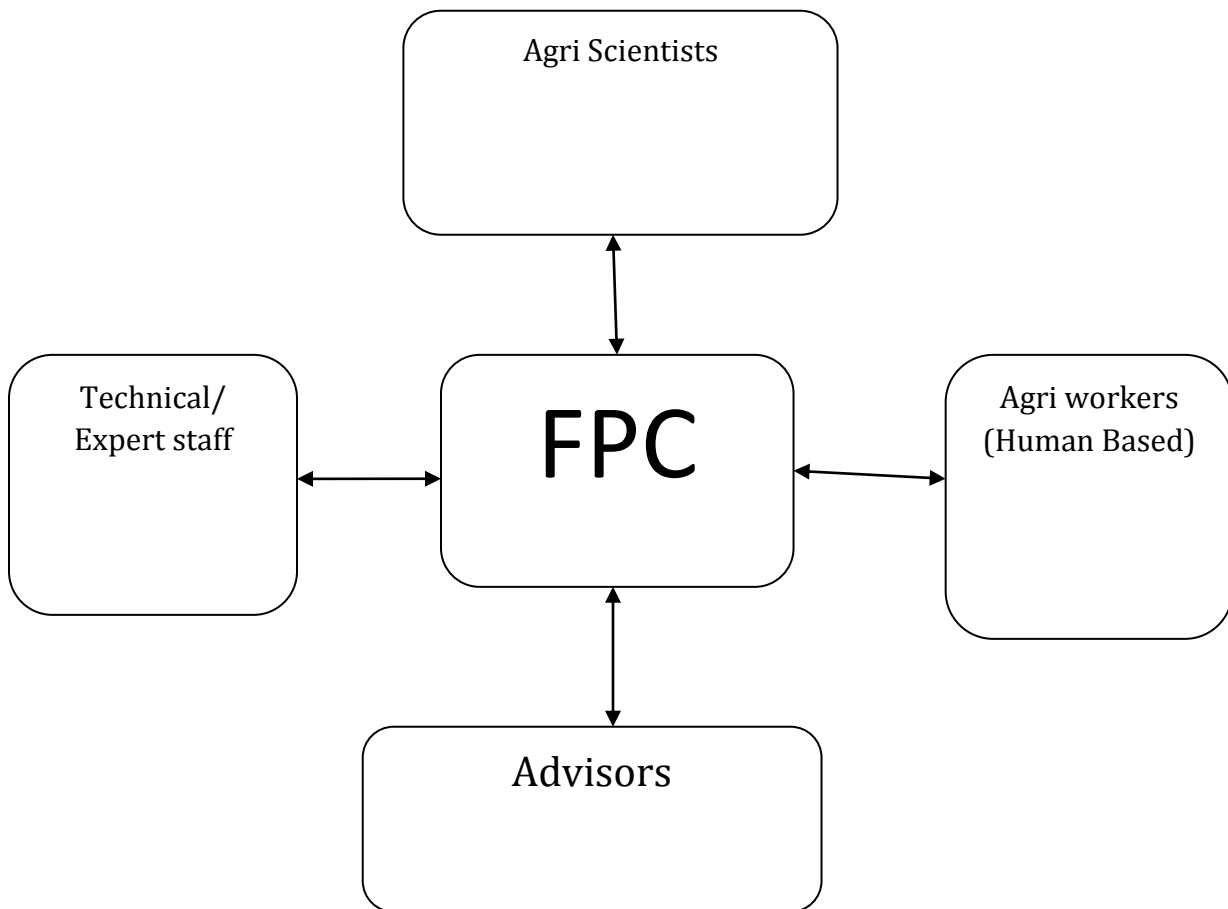 Agri Scientists
Technical/
Expert staff
FPC
Agri workers
(Human Based)
Advisors